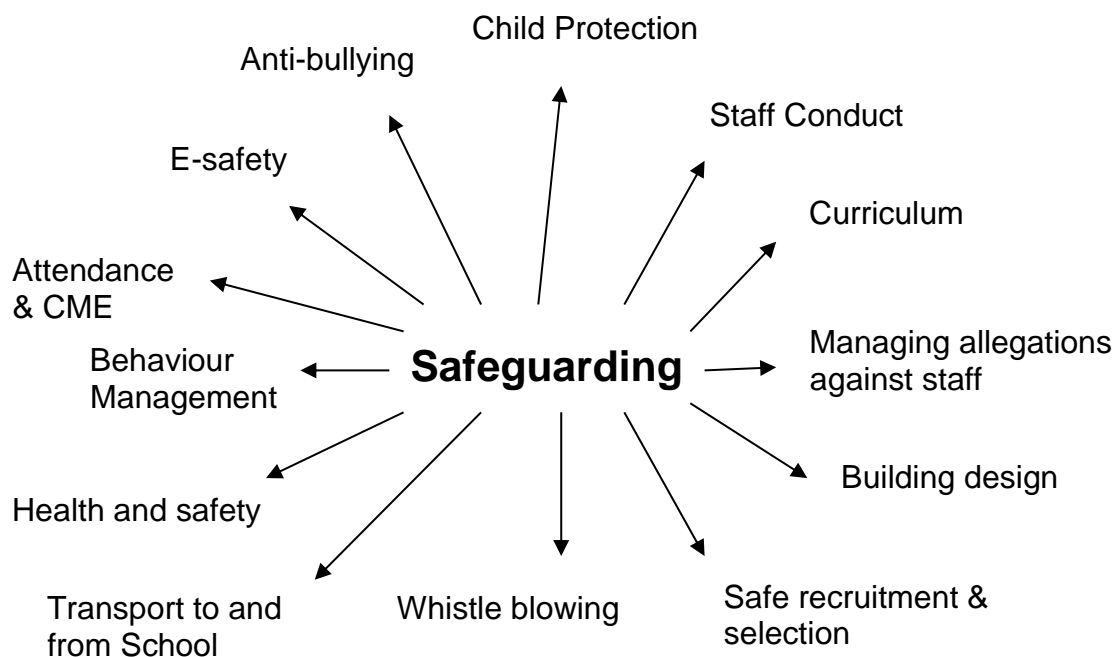 Child Protection
Anti-bullying
Staff Conduct
E-safety
Curriculum
Attendance
& CME
Managing allegations
against staff
Behaviour
Management
Safeguarding
Building design
Health and safety
Transport to and
from School
Whistle blowing
Safe recruitment &
selection